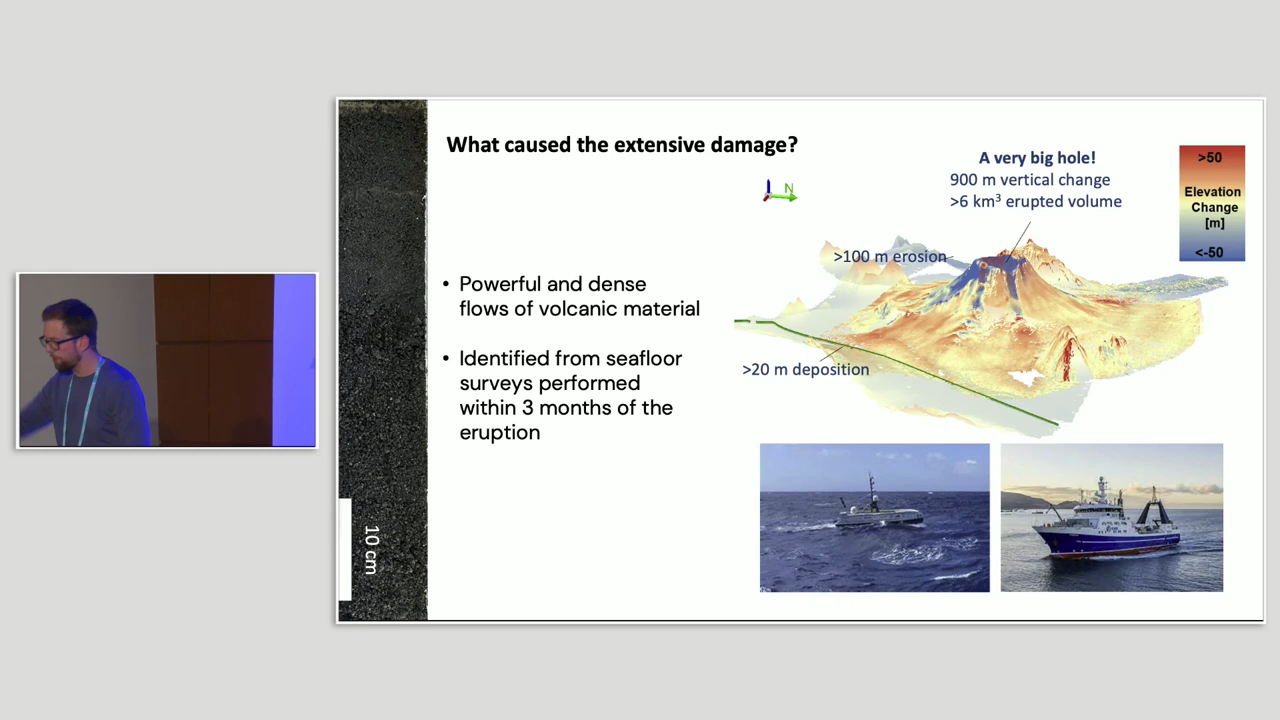 What caused the extensive damage?
• Powerful and dense
flows of volcanic material
• Identified from seafloor
surveys performed
within 3 months of the
eruption
10 cm
N
A very big hole!
900 m vertical change
>6 km³ erupted volume
>100 m erosion
>20 m deposition
>50
Elevation
Change
[m]
<-50